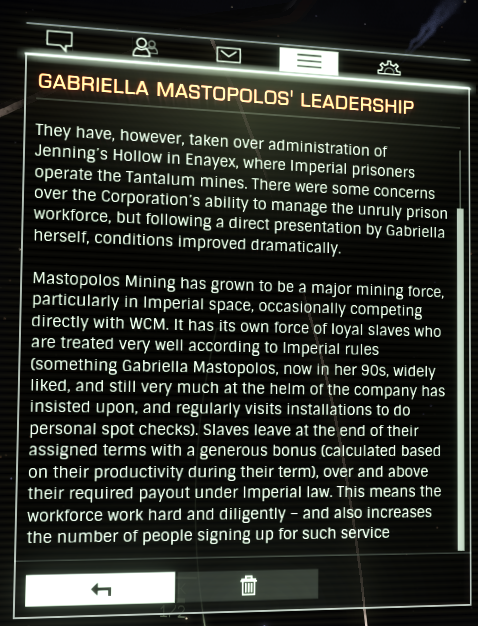 GABRIELLA MASTOPOLOS' LEADERSHIP
They have, however, taken over administration of
Jenning's Hollow in Enayex, where Imperial prisoners
operate the Tantalum mines. There were some concerns
over the Corporation's ability to manage the unruly prison
workforce, but following a direct presentation by Gabriella
herself, conditions improved dramatically.
Mastopolos Mining has grown to be a major mining force,
particularly in Imperial space, occasionally competing
directly with WCM. It has its own force of loyal slaves who
are treated very well according to Imperial rules
(something Gabriella Mastopolos, now in her 90s, widely
liked, and still very much at the helm of the company has
insisted upon, and regularly visits installations to do
personal spot checks). Slaves leave at the end of their
assigned terms with a generous bonus (calculated based
on their productivity during their term), over and above
their required payout under Imperial law. This means the
workforce work hard and diligently – and also increases
the number of people signing up for such service
1/2